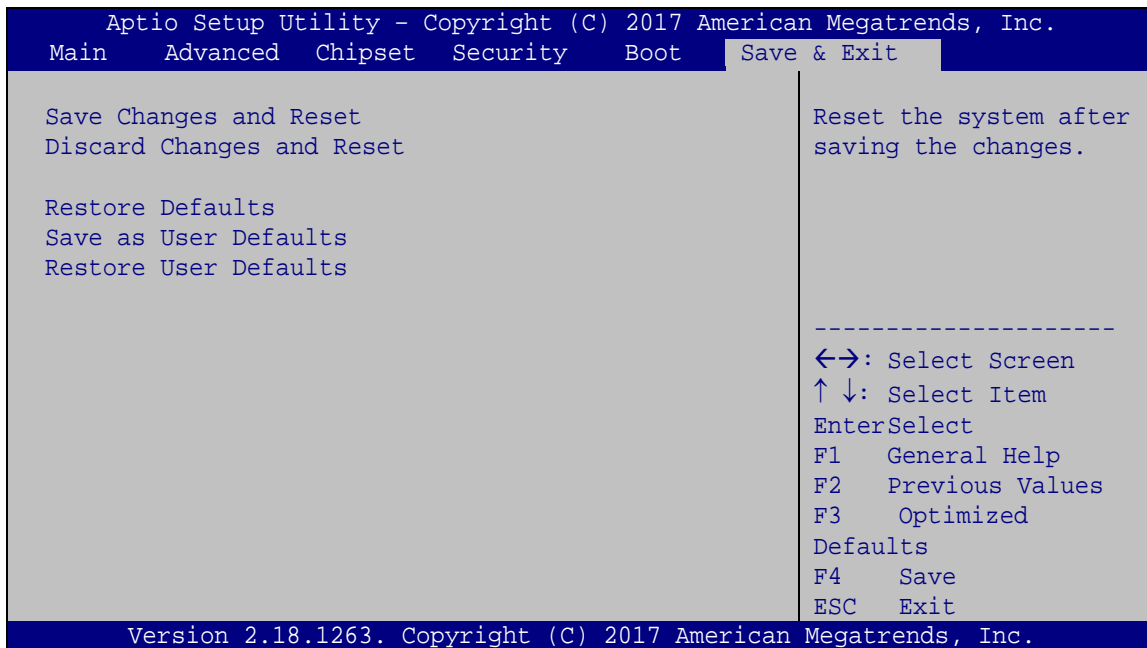 Aptio Setup Utility – Copyright (C) 2017 American Megatrends, Inc.
Main Advanced Chipset Security Boot Save & Exit
Save Changes and Reset
Discard Changes and Reset
Restore Defaults
Save as User Defaults
Restore User Defaults
Reset the system after
saving the changes.
---------------------
←→: Select Screen
↑ ↓: Select Item
EnterSelect
F1 General Help
F2 Previous Values
F3 Optimized
Defaults
F4 Save
ESC Exit
Version 2.18.1263. Copyright (C) 2017 American Megatrends, Inc.